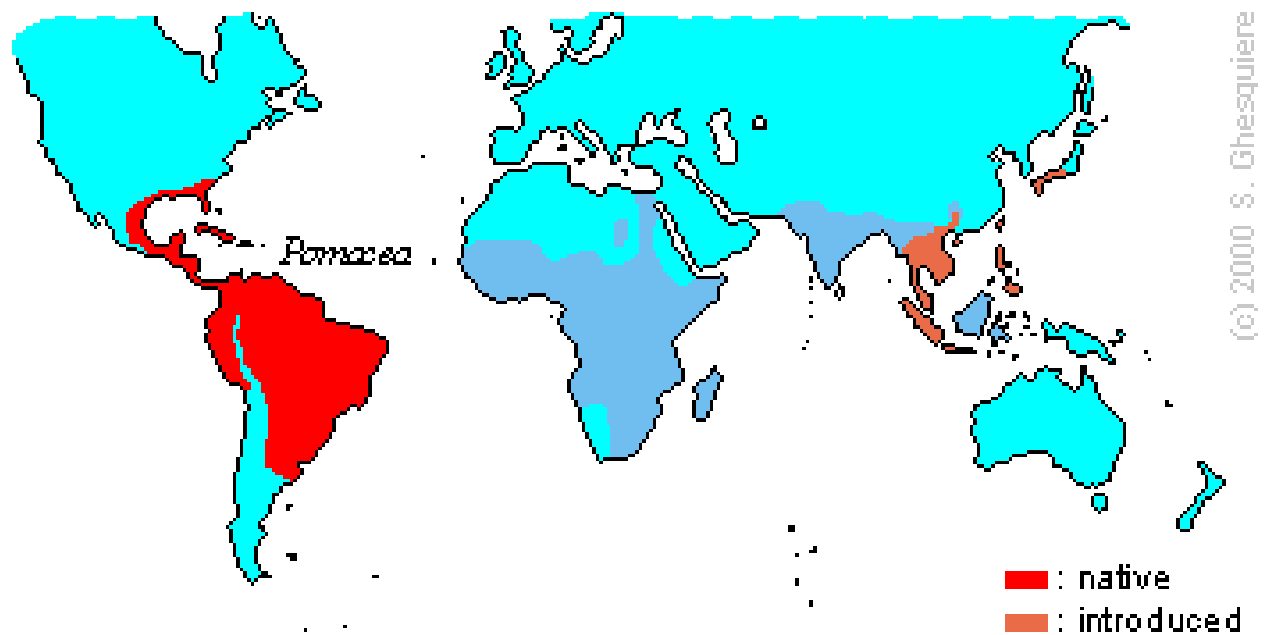 (c) 2000 S. Ghesquiere
Pomacea
: native
: introduced